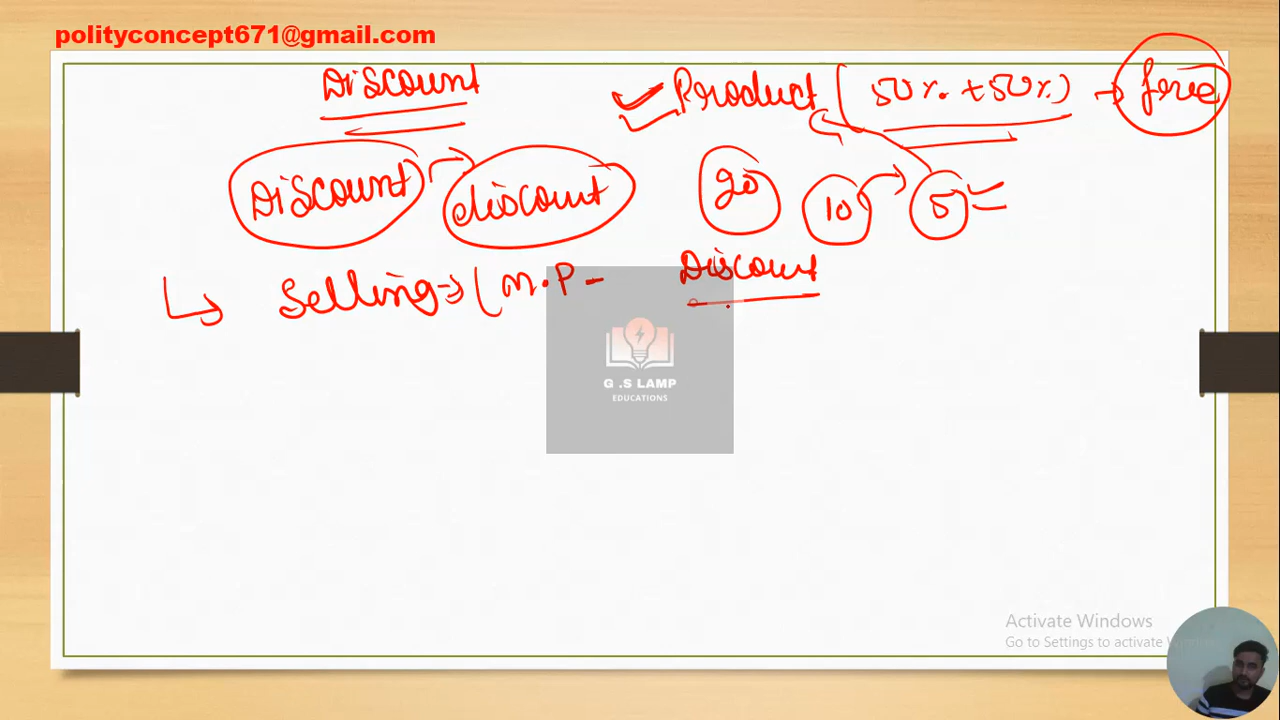 polityconcept671@gmail.com
Discount
Product (50%. + 50%) → free
Discount discount 20 10 5
Selling → (M.P - Discount
G .S LAMP
EDUCATIONS
Activate Windows
Go to Settings to activate Windows.